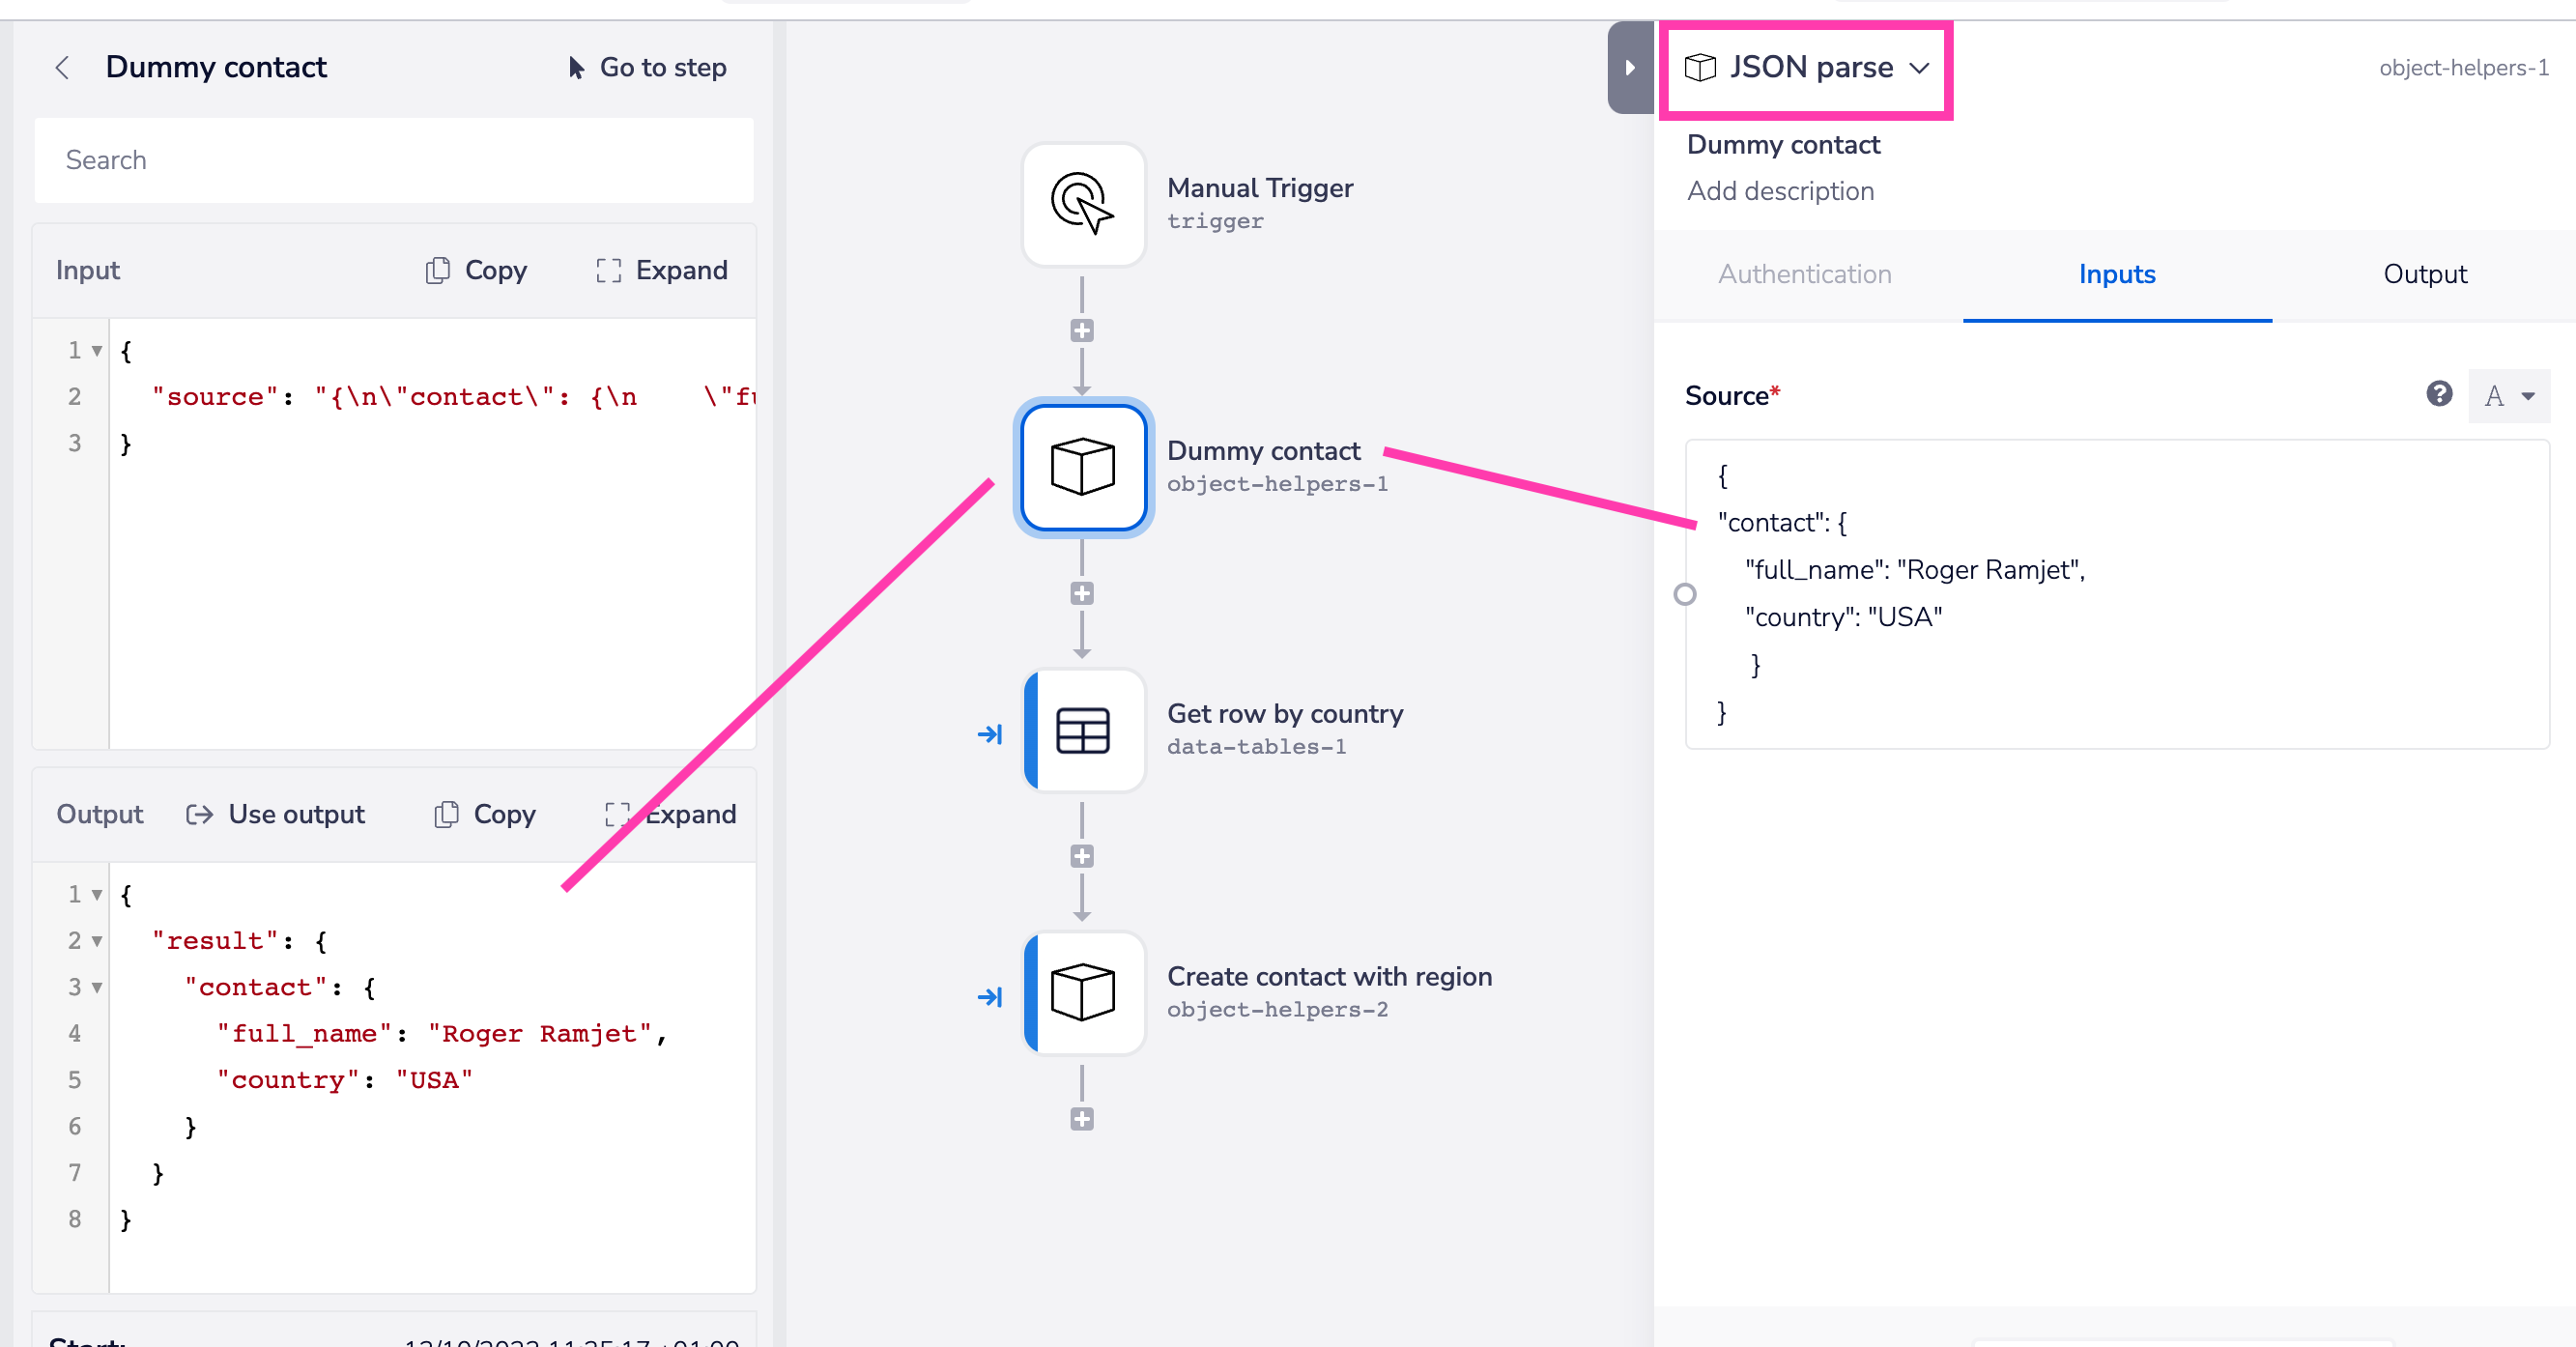 Dummy contact
Go to step
Search
Input
Copy
Expand
1
{
2
"source": "{\n\"contact\": {\n    \"fu
3
}
Output
Use output
Copy
Expand
1
{
2
"result": {
3
"contact": {
4
"full_name": "Roger Ramjet",
5
"country": "USA"
6
}
7
}
8
}
Manual Trigger
trigger
Dummy contact
object-helpers-1
Get row by country
data-tables-1
Create contact with region
object-helpers-2
JSON parse
object-helpers-1
Dummy contact
Add description
Authentication
Inputs
Output
Source*
?
A
{
"contact": {
"full_name": "Roger Ramjet",
"country": "USA"
}
}